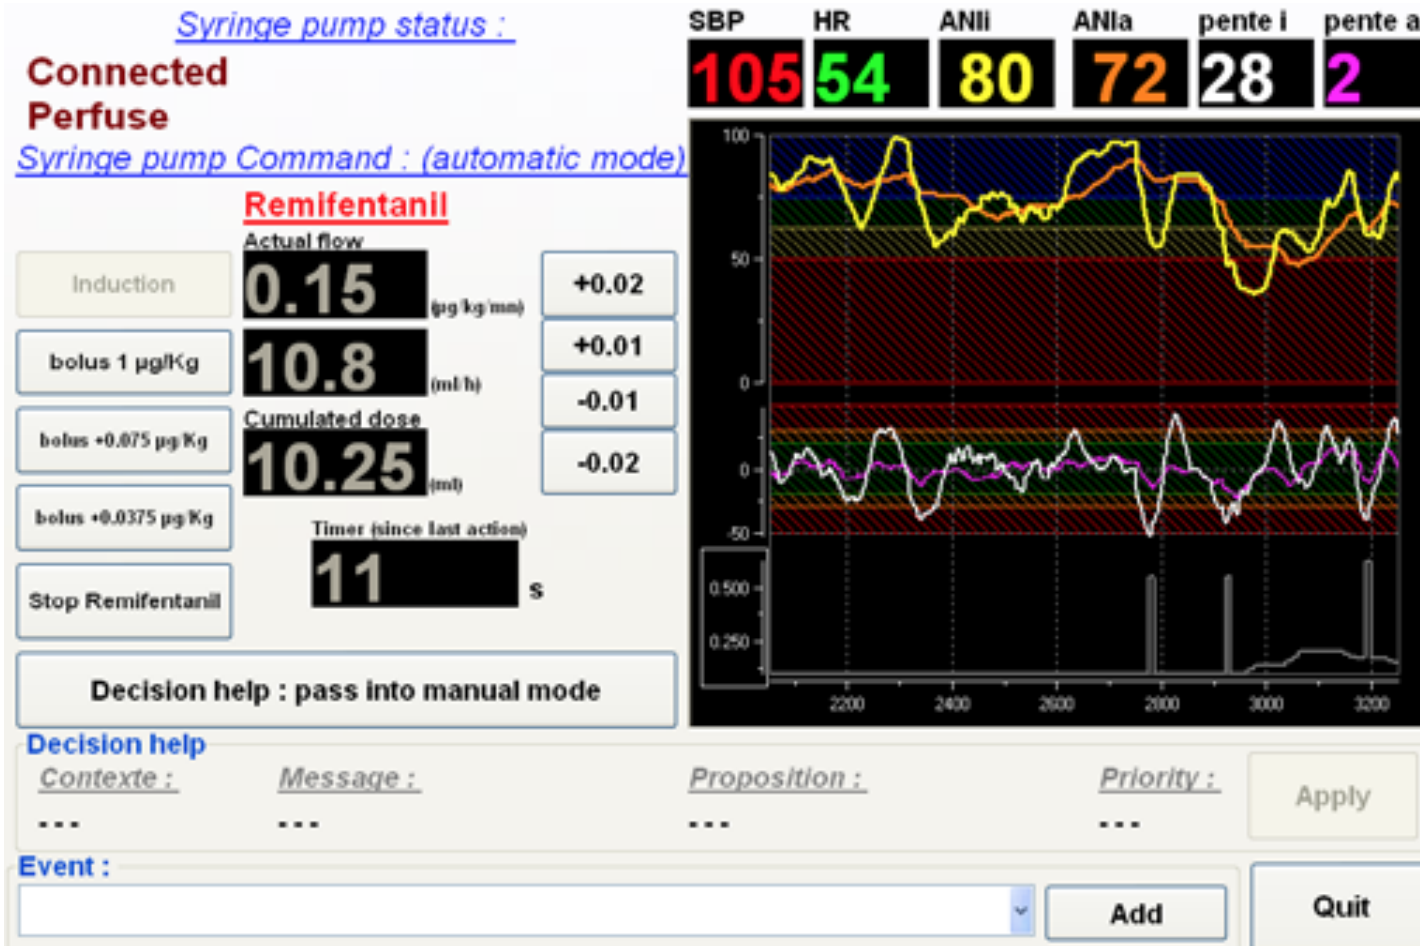 Syringe pump status :
Connected
Perfuse
Syringe pump Command : (automatic mode)
Remifentanil
Actual flow
Induction
0.15
(µg/kg/mn)
+0.02
bolus 1 µg/Kg
10.8
(ml/h)
+0.01
-0.01
Cumulated dose
bolus +0.075 µg/Kg
10.25
(ml)
-0.02
bolus +0.0375 µg/Kg
Timer (since last action)
11
s
Stop Remifentanil
Decision help : pass into manual mode
SBP HR ANIi ANIa pente i pente a
105 54 80 72 28 2
100
50
0
0
-50
0.500
0.250
2200 2400 2600 2800 3000 3200
Decision help
Contexte : Message : Proposition : Priority :
--- --- --- ---
Apply
Event :
Add
Quit